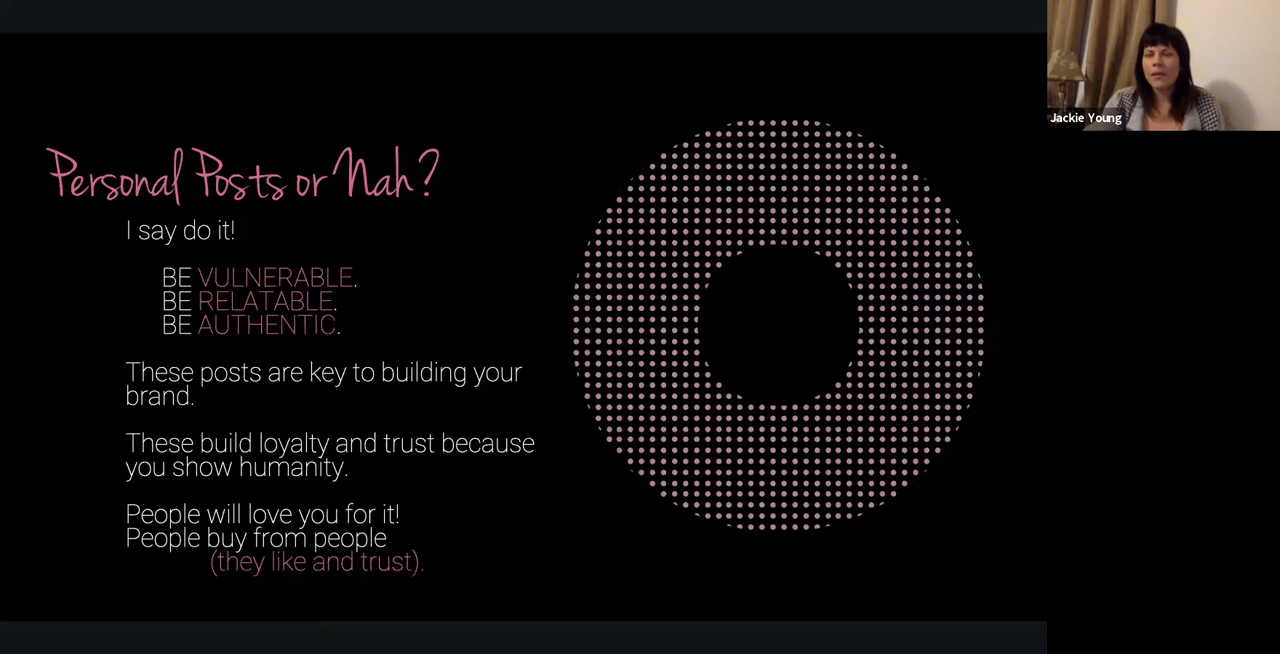 Personal Posts or Nah?
I say do it!
BE VULNERABLE.
BE RELATABLE.
BE AUTHENTIC.
These posts are key to building your
brand.
These build loyalty and trust because
you show humanity.
People will love you for it!
People buy from people
(they like and trust).
Jackie Young